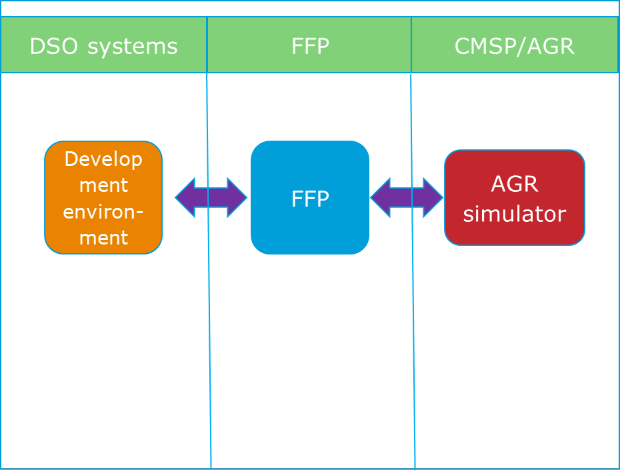 DSO systems
FFP
CMSP/AGR
Develop
ment
environ-
ment
FFP
AGR
simulator